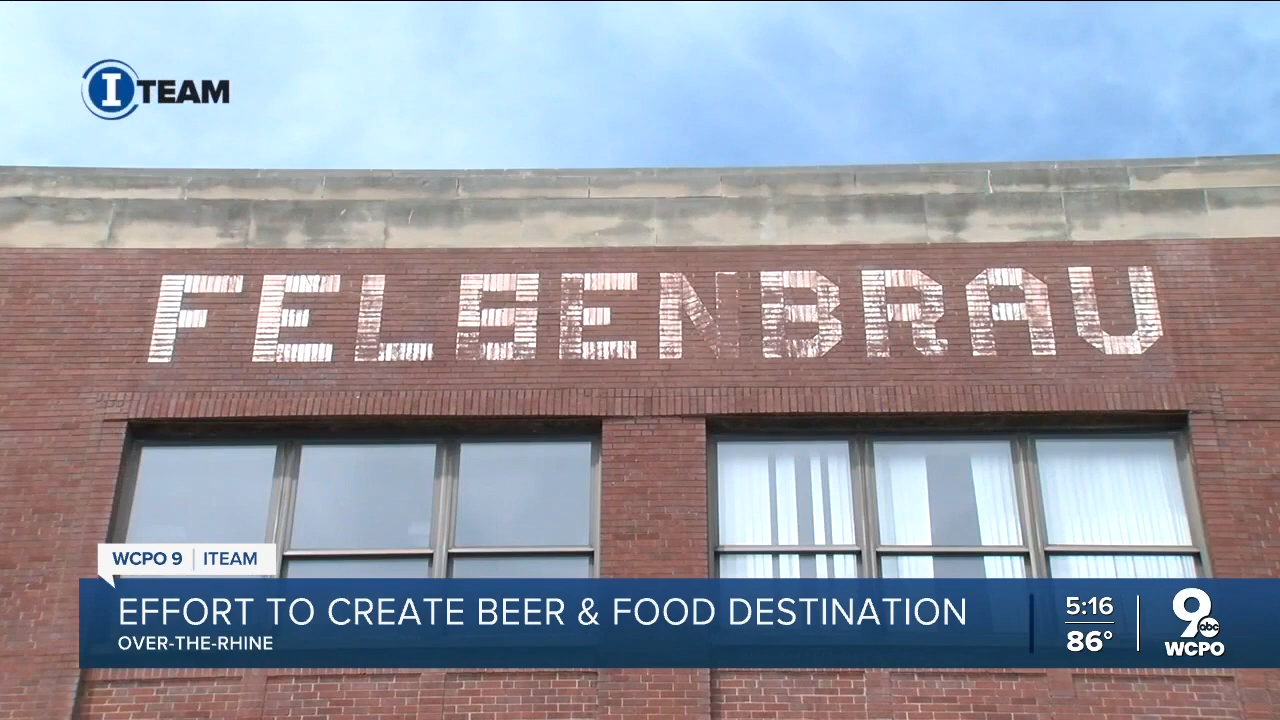 I TEAM
FELSENBRAU
WCPO 9 | ITEAM
EFFORT TO CREATE BEER & FOOD DESTINATION
OVER-THE-RHINE
5:16
86°
9
abc
WCPO